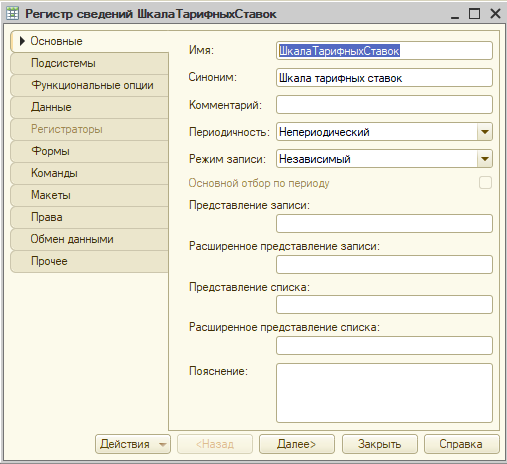 Регистр сведений ШкалаТарифныхСтавок
Основные
Подсистемы
Функциональные опции
Данные
Регистраторы
Формы
Команды
Макеты
Права
Обмен данными
Прочее
Имя: ШкалаТарифныхСтавок
Синоним: Шкала тарифных ставок
Комментарий:
Периодичность: Непериодический
Режим записи: Независимый
Основной отбор по периоду
Представление записи:
Расширенное представление записи:
Представление списка:
Расширенное представление списка:
Пояснение:
Действия <Назад Далее> Закрыть Справка